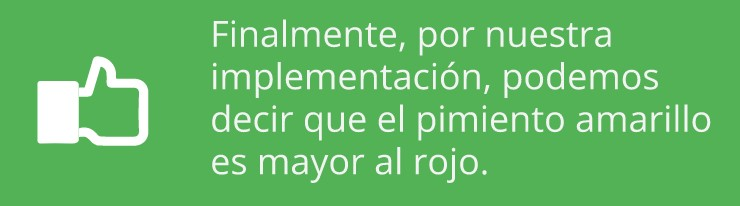 Finalmente, por nuestra
implementación, podemos
decir que el pimiento amarillo
es mayor al rojo.